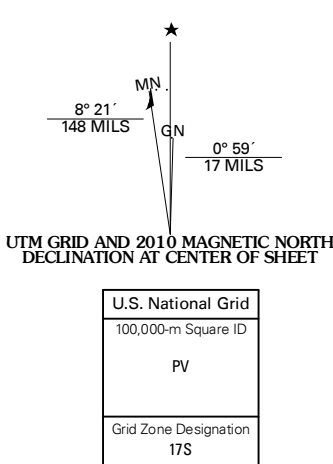 MN
8° 21´
148 MILS
GN
0° 59´
17 MILS
UTM GRID AND 2010 MAGNETIC NORTH
DECLINATION AT CENTER OF SHEET
U.S. National Grid
100,000-m Square ID
PV
Grid Zone Designation
17S